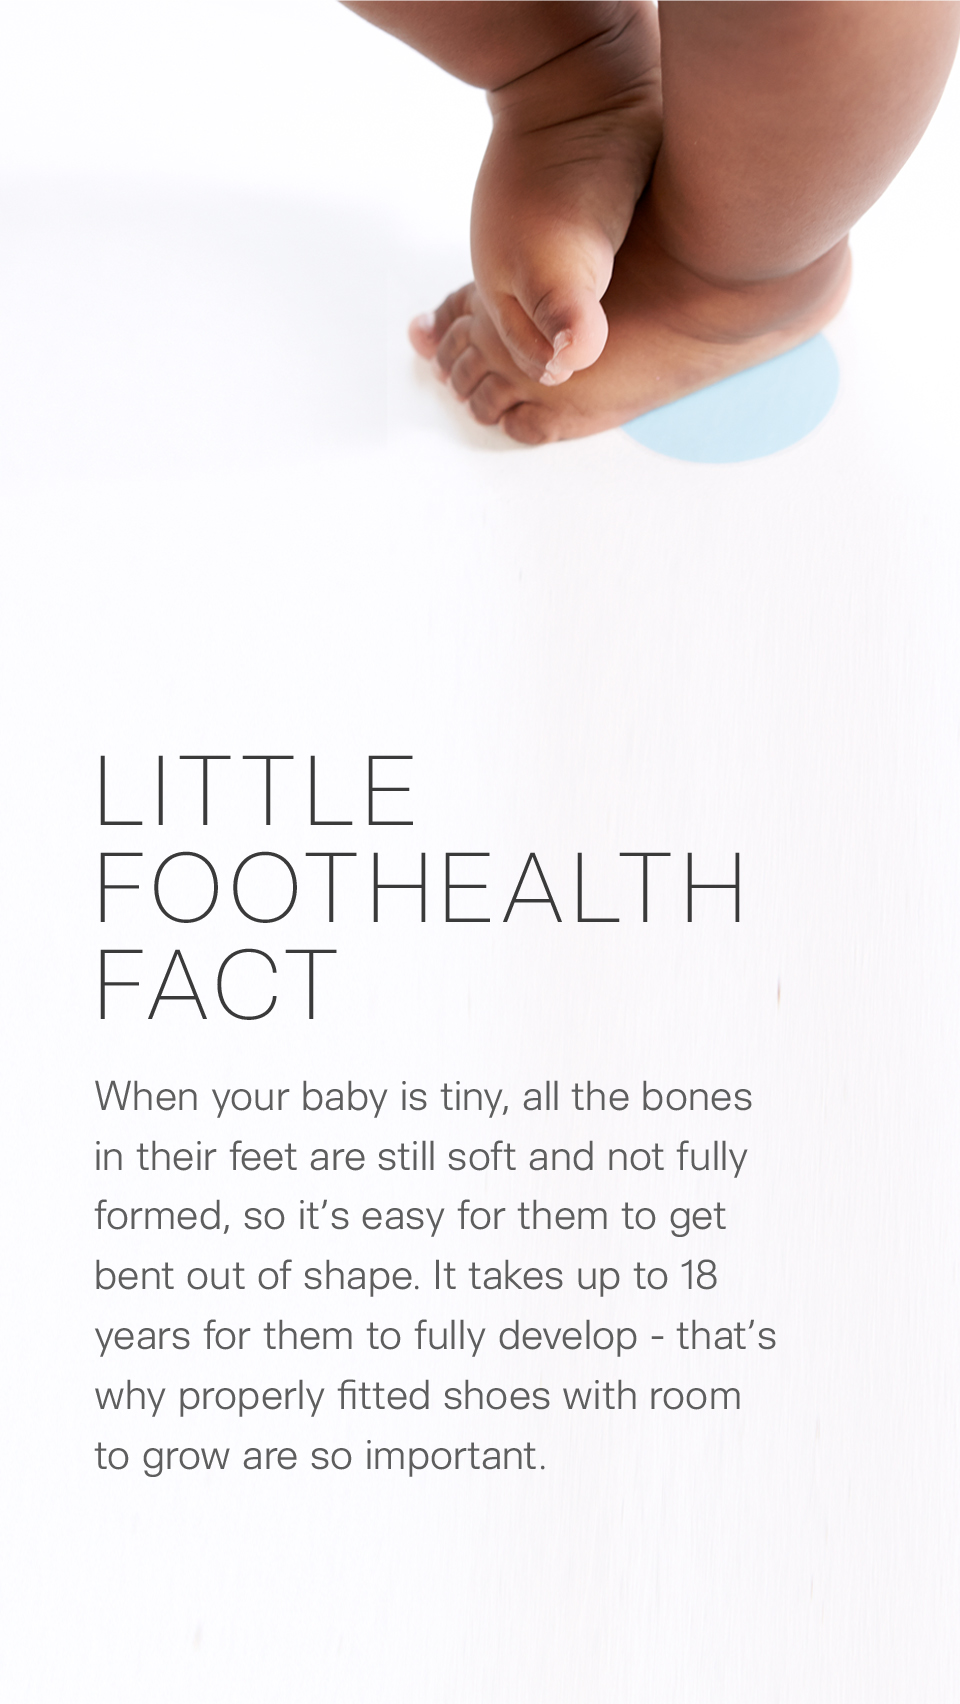 LITTLE
FOOTHEALTH
FACT
When your baby is tiny, all the bones
in their feet are still soft and not fully
formed, so it’s easy for them to get
bent out of shape. It takes up to 18
years for them to fully develop - that’s
why properly fitted shoes with room
to grow are so important.